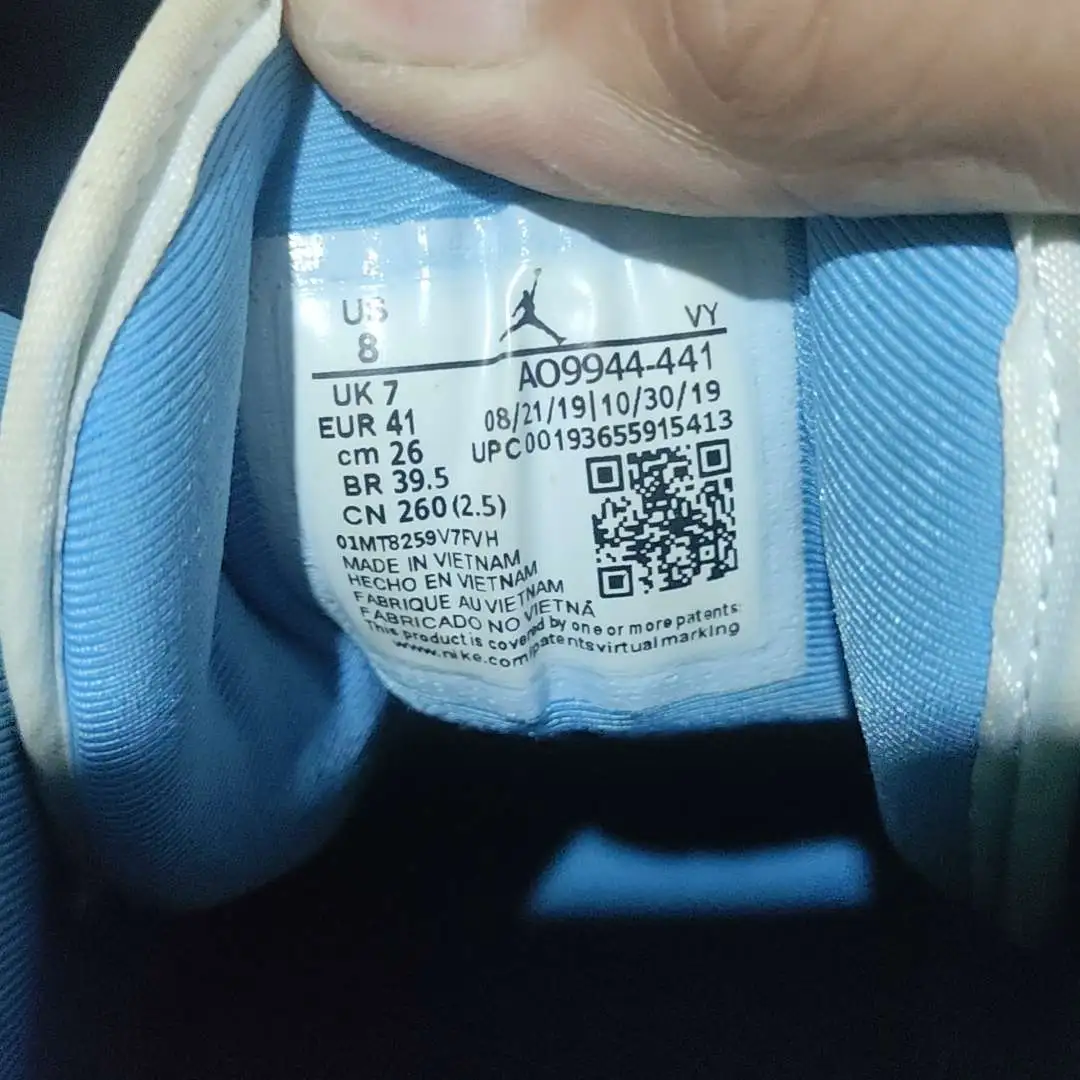 US
8
VY
UK 7
AO9944-441
EUR 41
08/21/19|10/30/19
cm 26
UPC00193655915413
BR 39.5
CN 260(2.5)
01MT8259V7FVH
MADE IN VIETNAM
HECHO EN VIETNAM
FABRIQUE AU VIETNAM
FABRICADO NO VIETNÃ
This product is covered by one or more patents:
www.nike.com/patentsvirtualmarking